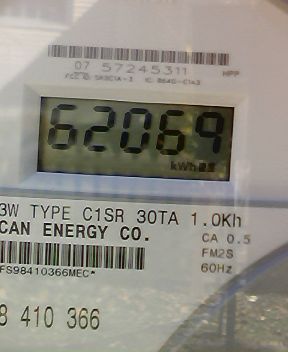 07 57245311
HPP
62069
kWh
3W TYPE C1SR 30TA 1.0Kh
CAN ENERGY CO.
CA 0.5
FM2S
60Hz
FS98410366MEC*
8 410 366